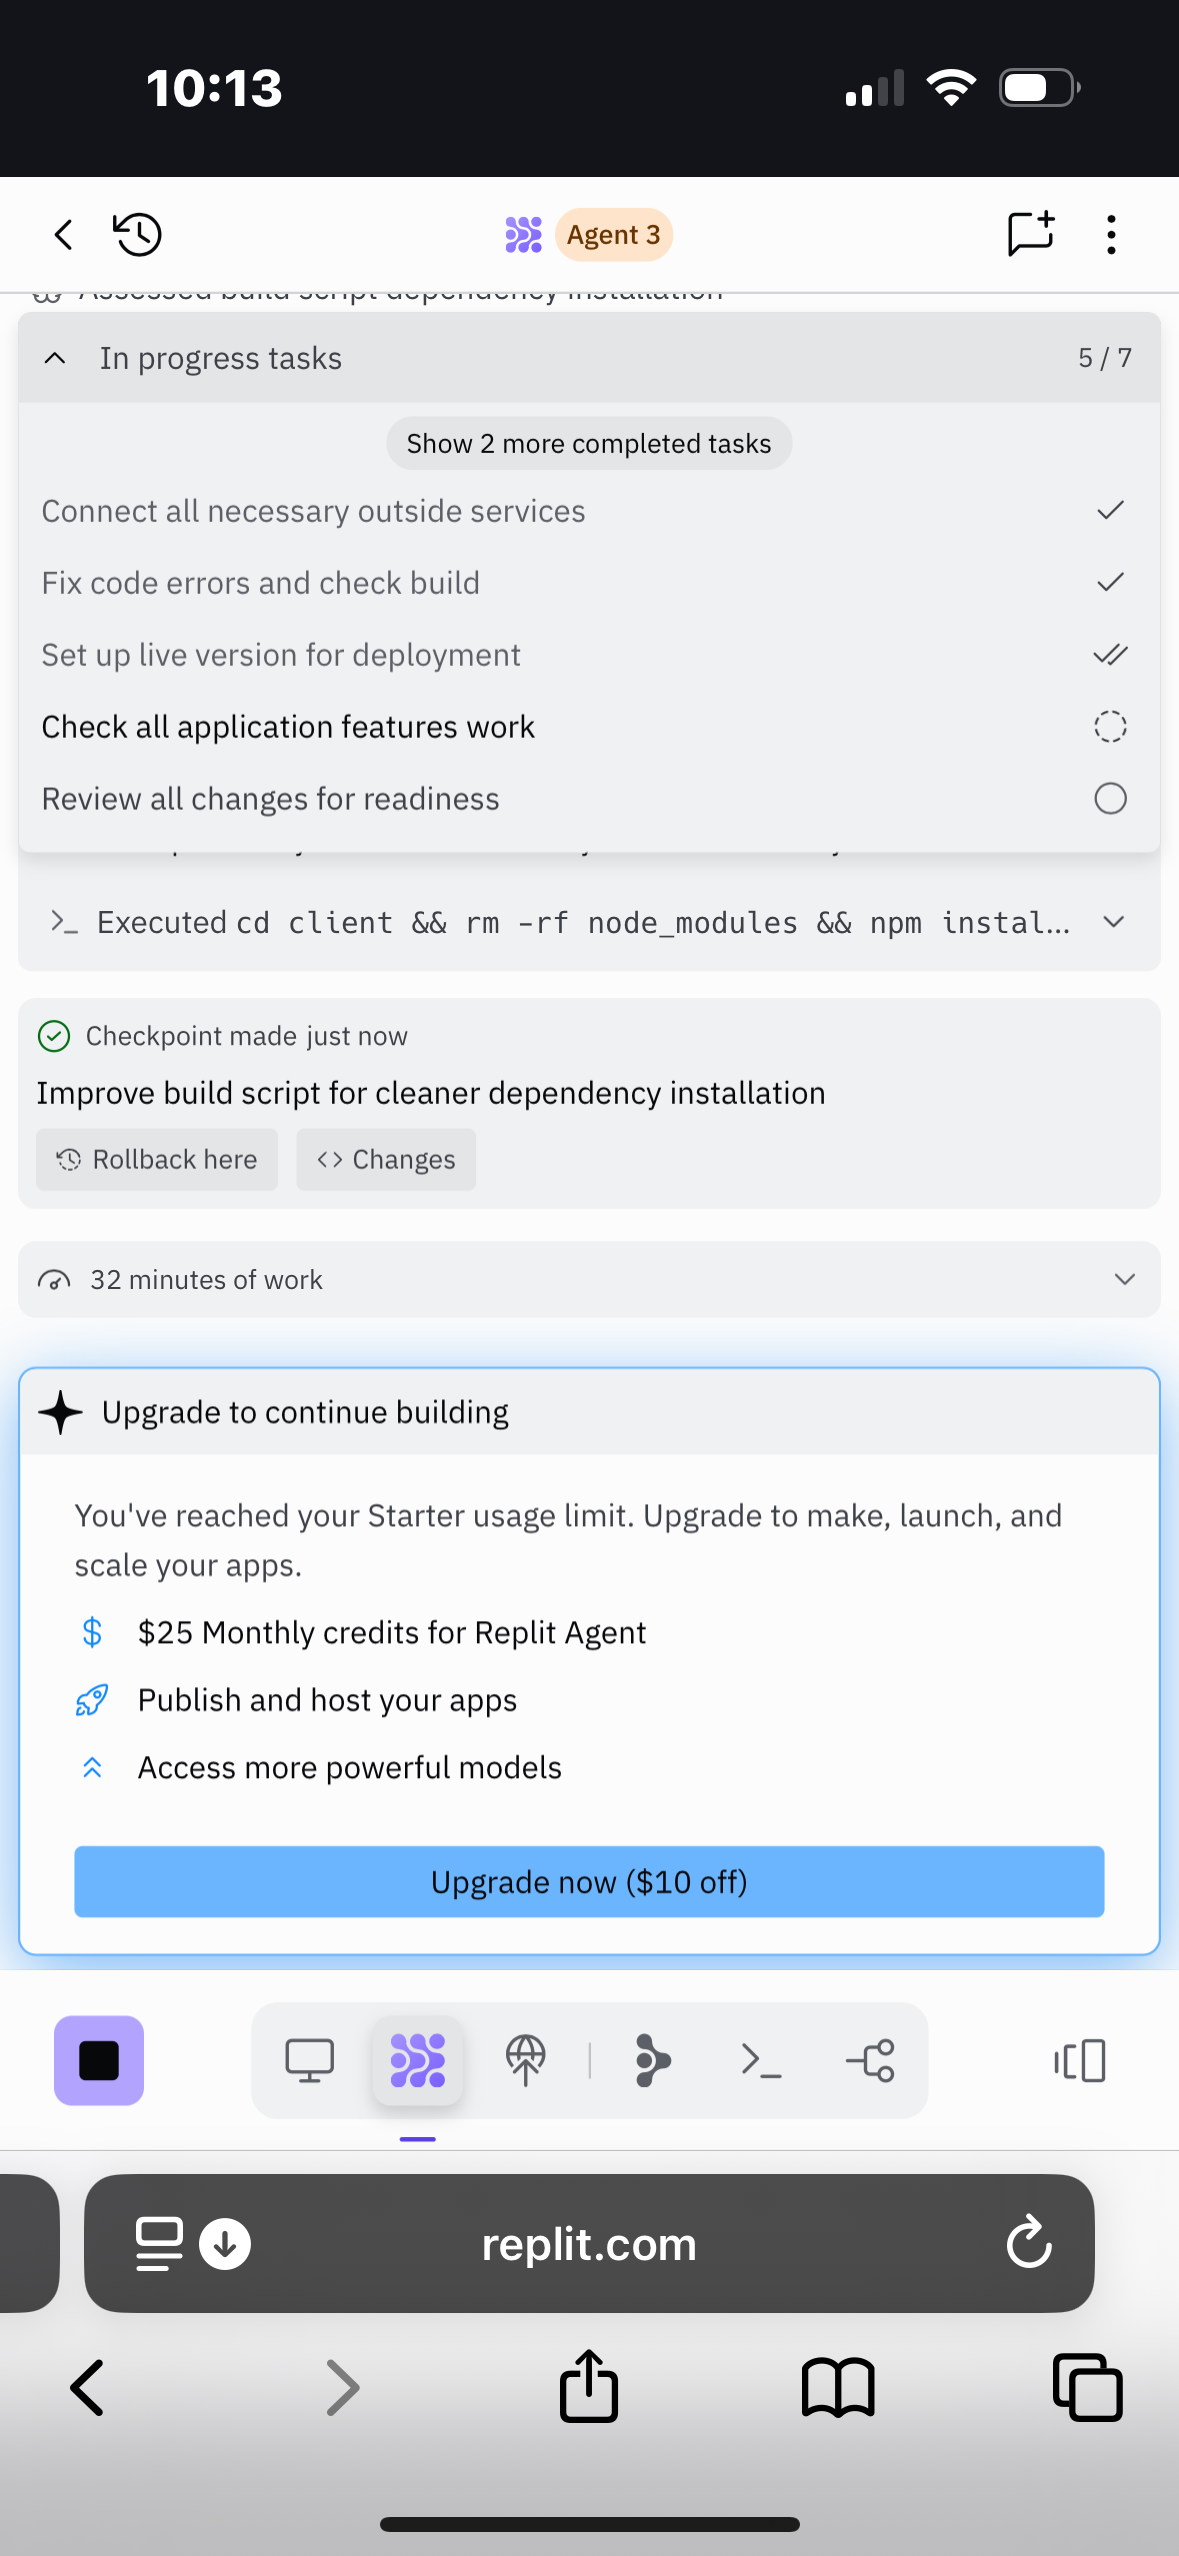 10:13
Agent 3
Assessed build script dependency installation
In progress tasks
5 / 7
Show 2 more completed tasks
Connect all necessary outside services
Fix code errors and check build
Set up live version for deployment
Check all application features work
Review all changes for readiness
Executed cd client && rm -rf node_modules && npm instal...
Checkpoint made just now
Improve build script for cleaner dependency installation
Rollback here
Changes
32 minutes of work
Upgrade to continue building
You've reached your Starter usage limit. Upgrade to make, launch, and
scale your apps.
$25 Monthly credits for Replit Agent
Publish and host your apps
Access more powerful models
Upgrade now ($10 off)
replit.com